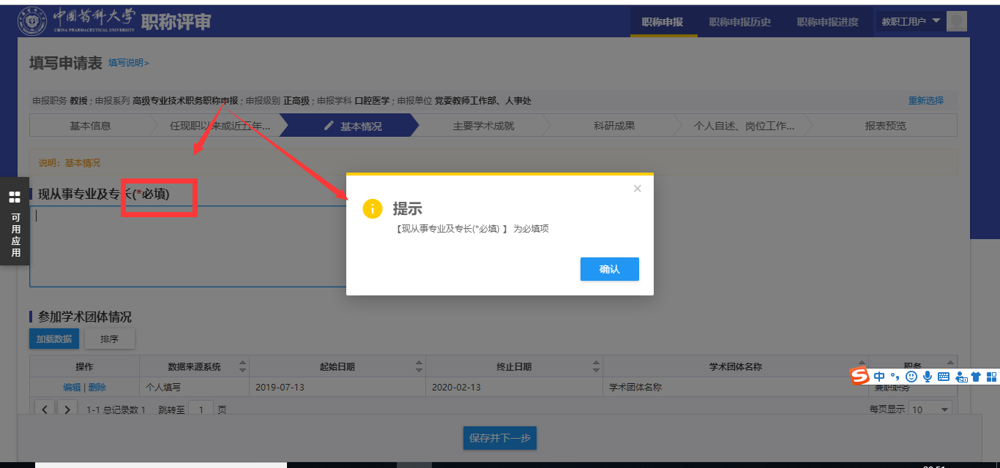 中国药科大学
CHINA PHARMACEUTICAL UNIVERSITY
职称评审
职称申报 职称申报历史 职称申报进度 教职工用户
填写申请表 填写说明>
申报职务 教授 ; 申报系列 高级专业技术职务职称申报 ; 申报级别 正高级 ; 申报学科 口腔医学 ; 申报单位 党委教师工作部、人事处
重新选择
基本信息 任现职以来或近五年... 基本情况 主要学术成就 科研成果 个人自述、岗位工作... 报表预览
说明：基本情况
可用应用
现从事专业及专长(*必填)
提示
【现从事专业及专长(*必填) 】 为必填项
确认
参加学术团体情况
加载数据 排序
操作 数据来源系统 起始日期 终止日期 学术团体名称 职务
编辑 | 删除 个人填写 2019-07-13 2020-02-13 学术团体名称 兼职职务
中
1-1 总记录数 1 跳转至 1 页
每页显示 10
保存并下一步